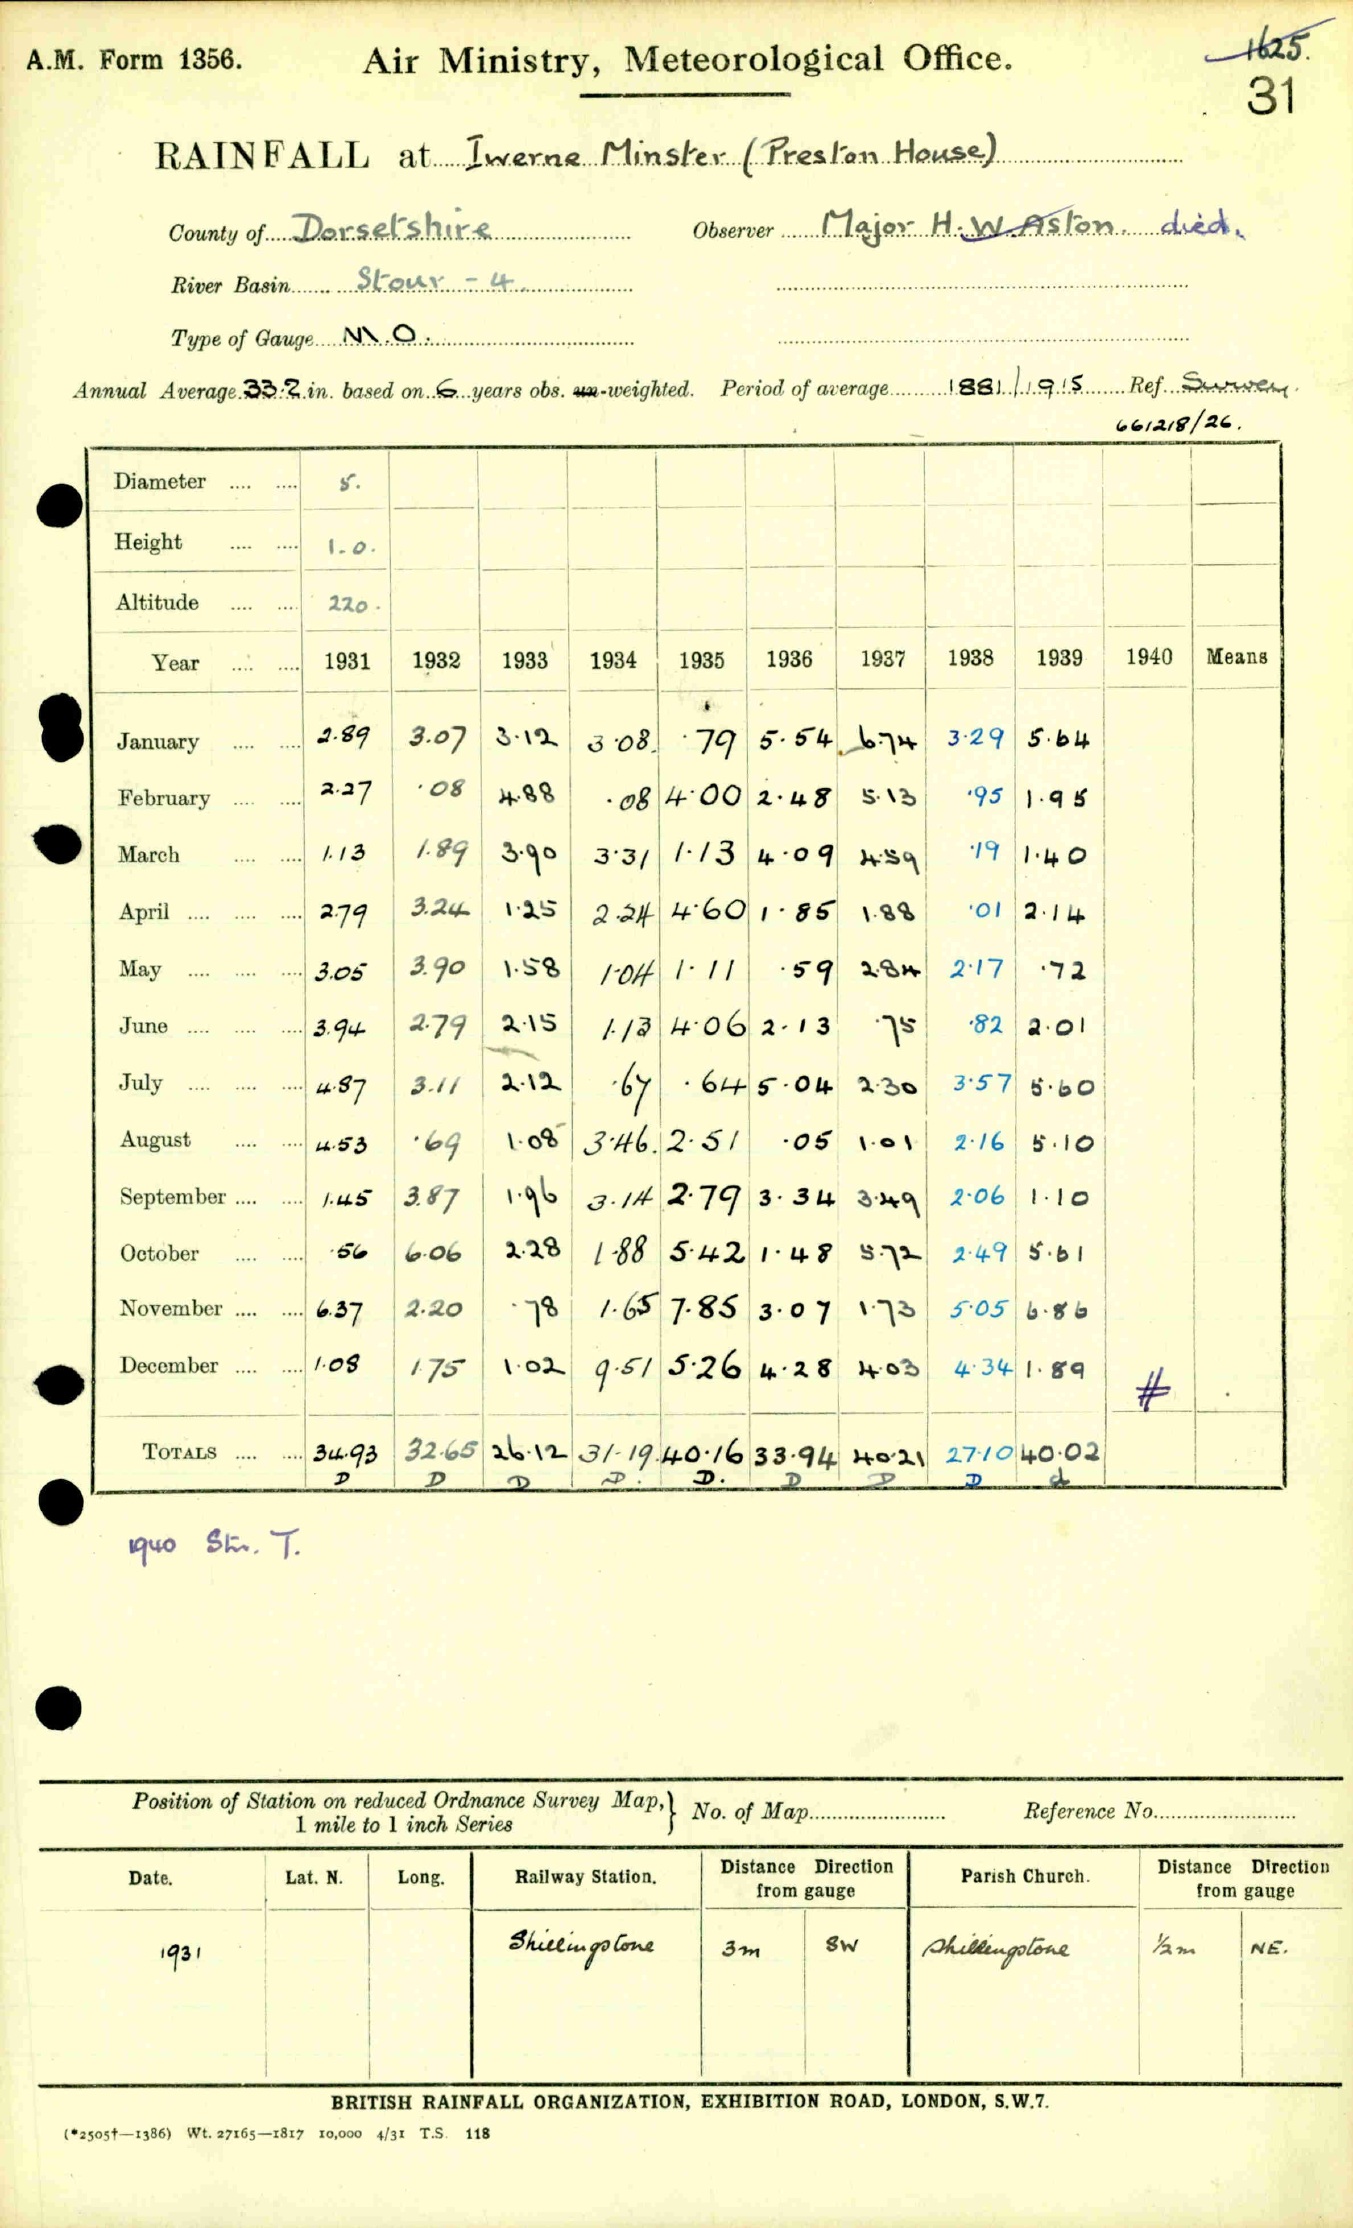 A.M. Form 1356. Air Ministry, Meteorological Office. 1625.
31
RAINFALL at Iwerne Minster (Preston House)
County of Dorsetshire Observer Major H. W. Aston. died.
River Basin Stour - 4.
Type of Gauge M.O.
Annual Average 33.2 in. based on 6 years obs. un-weighted. Period of average 1881/1915 Ref. Survey.
661218/26.
Diameter .... .... 5.
Height .... .... 1.0.
Altitude .... .... 220.
Year .... .... 1931 1932 1933 1934 1935 1936 1937 1938 1939 1940 Means
January .... .... 2.89 3.07 3.12 3.08 .79 5.54 6.74 3.29 5.64
February .... .... 2.27 .08 4.88 .08 4.00 2.48 5.13 .95 1.95
March .... .... 1.13 1.89 3.90 3.31 1.13 4.09 4.59 .19 1.40
April .... .... .... 2.79 3.24 1.25 2.24 4.60 1.85 1.88 .01 2.14
May .... .... .... 3.05 3.90 1.58 1.04 1.11 .59 2.84 2.17 .72
June .... .... .... 3.94 2.79 2.15 1.13 4.06 2.13 .75 .82 2.01
July .... .... .... 4.87 3.11 2.12 .67 .64 5.04 2.30 3.57 5.60
August .... .... 4.53 .69 1.08 3.46. 2.51 .05 1.01 2.16 5.10
September .... .... 1.45 3.87 1.96 3.14 2.79 3.34 3.49 2.06 1.10
October .... .... .56 6.06 2.28 1.88 5.42 1.48 5.72 2.49 5.61
November .... .... 6.37 2.20 .78 1.65 7.85 3.07 1.73 5.05 6.86
December .... .... 1.08 1.75 1.02 9.51 5.26 4.28 4.03 4.34 1.89 #
TOTALS .... .... 34.93 32.65 26.12 31.19 40.16 33.94 40.21 27.10 40.02
D D D D. D. D D D d
1940 Stn. T.
Position of Station on reduced Ordnance Survey Map, } No. of Map Reference No.
1 mile to 1 inch Series
Date. Lat. N. Long. Railway Station. Distance Direction from gauge Parish Church. Distance Direction from gauge
1931 Shillingstone 3m SW Shillingstone ½m NE.
BRITISH RAINFALL ORGANIZATION, EXHIBITION ROAD, LONDON, S.W.7.
(*2505†—1386) Wt. 27165—1817 10,000 4/31 T.S. 118